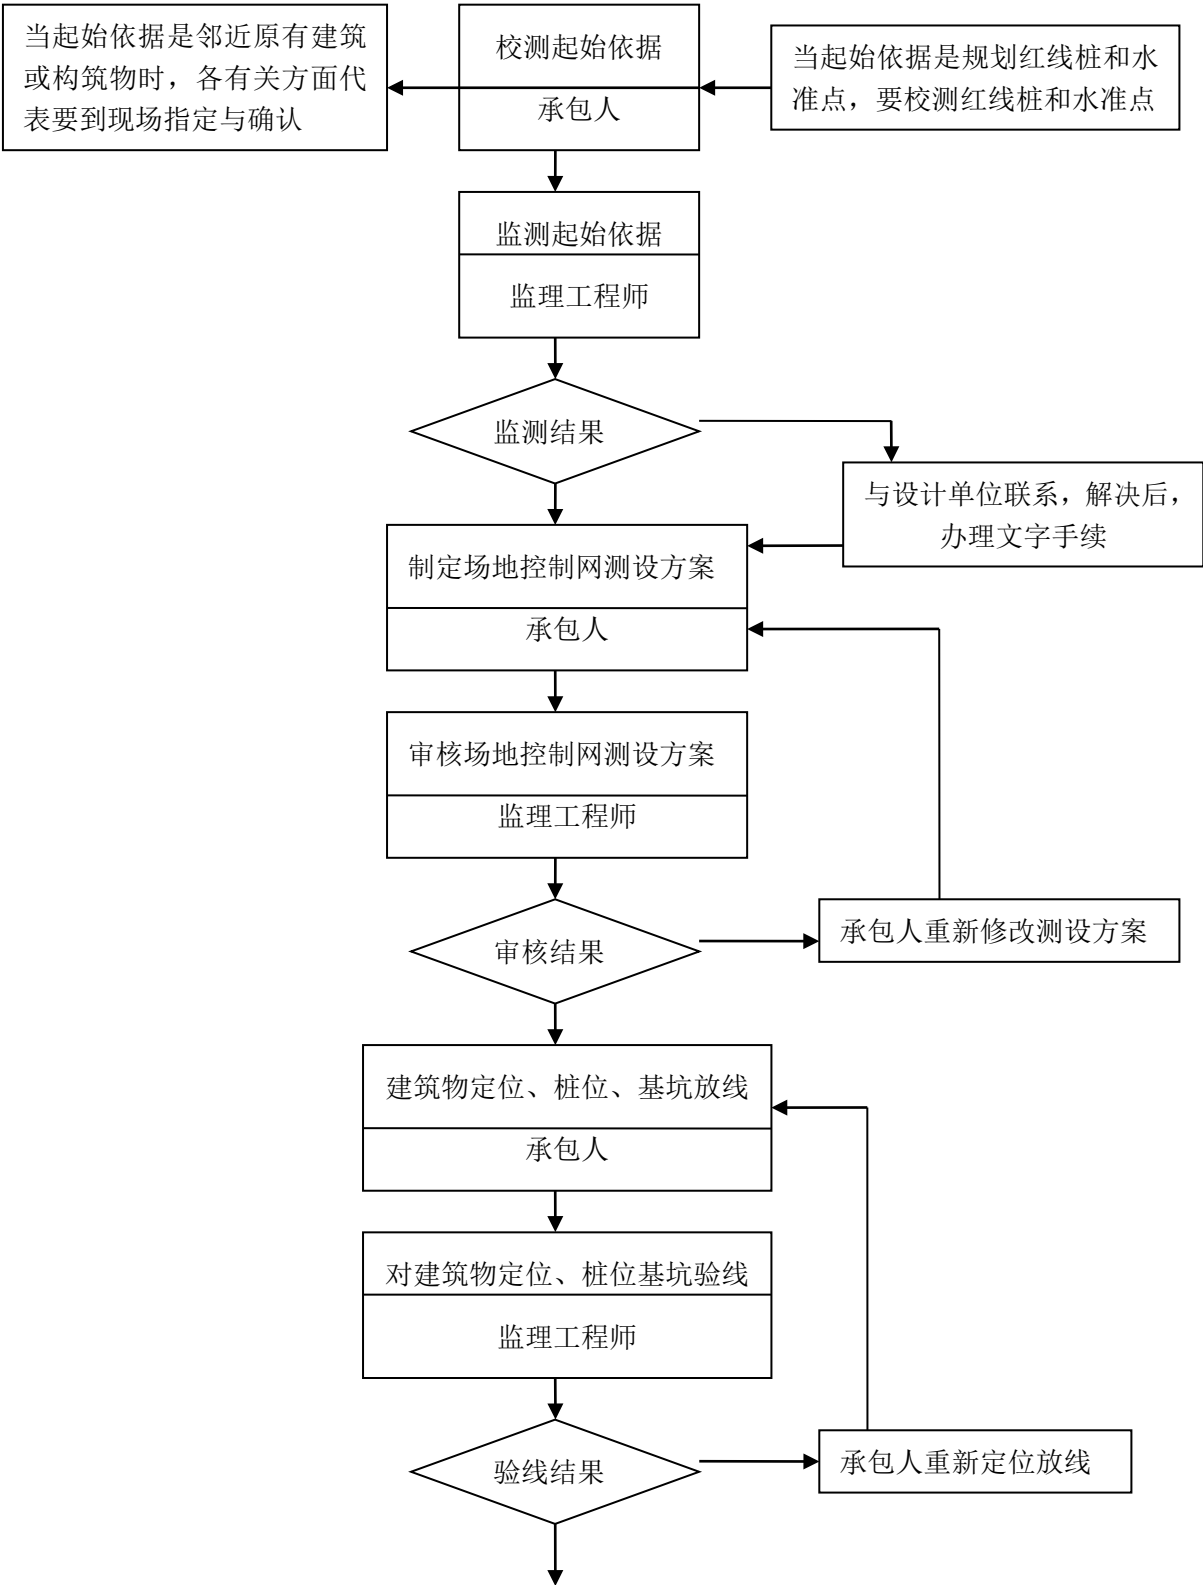 当起始依据是邻近原有建筑
或构筑物时，各有关方面代
表要到现场指定与确认
校测起始依据
承包人
当起始依据是规划红线桩和水
准点，要校测红线桩和水准点
监测起始依据
监理工程师
监测结果
与设计单位联系，解决后，
办理文字手续
制定场地控制网测设方案
承包人
审核场地控制网测设方案
监理工程师
审核结果
承包人重新修改测设方案
建筑物定位、桩位、基坑放线
承包人
对建筑物定位、桩位基坑验线
监理工程师
验线结果
承包人重新定位放线